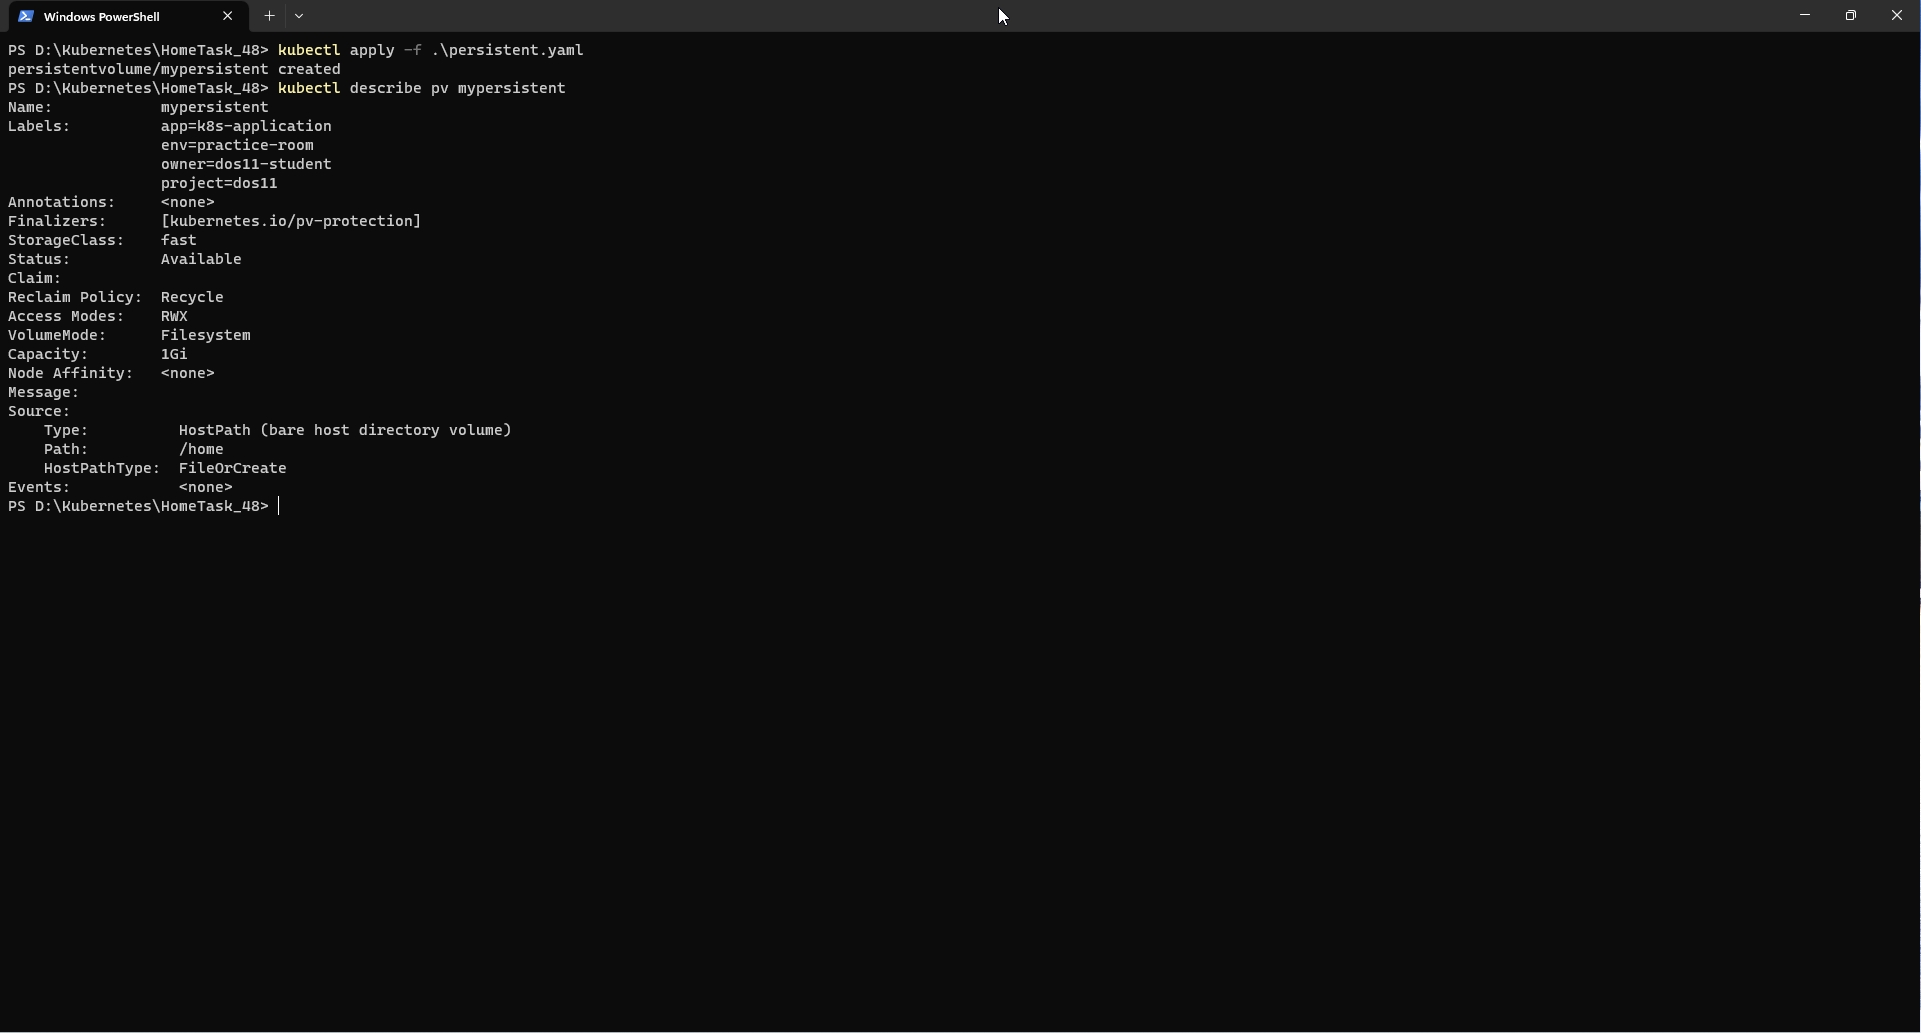 Windows PowerShell
PS D:\Kubernetes\HomeTask_48> kubectl apply -f .\persistent.yaml
persistentvolume/mypersistent created
PS D:\Kubernetes\HomeTask_48> kubectl describe pv mypersistent
Name:            mypersistent
Labels:          app=k8s-application
                 env=practice-room
                 owner=dos11-student
                 project=dos11
Annotations:     <none>
Finalizers:      [kubernetes.io/pv-protection]
StorageClass:    fast
Status:          Available
Claim:
Reclaim Policy:  Recycle
Access Modes:    RWX
VolumeMode:      Filesystem
Capacity:        1Gi
Node Affinity:   <none>
Message:
Source:
    Type:          HostPath (bare host directory volume)
    Path:          /home
    HostPathType:  FileOrCreate
Events:            <none>
PS D:\Kubernetes\HomeTask_48>